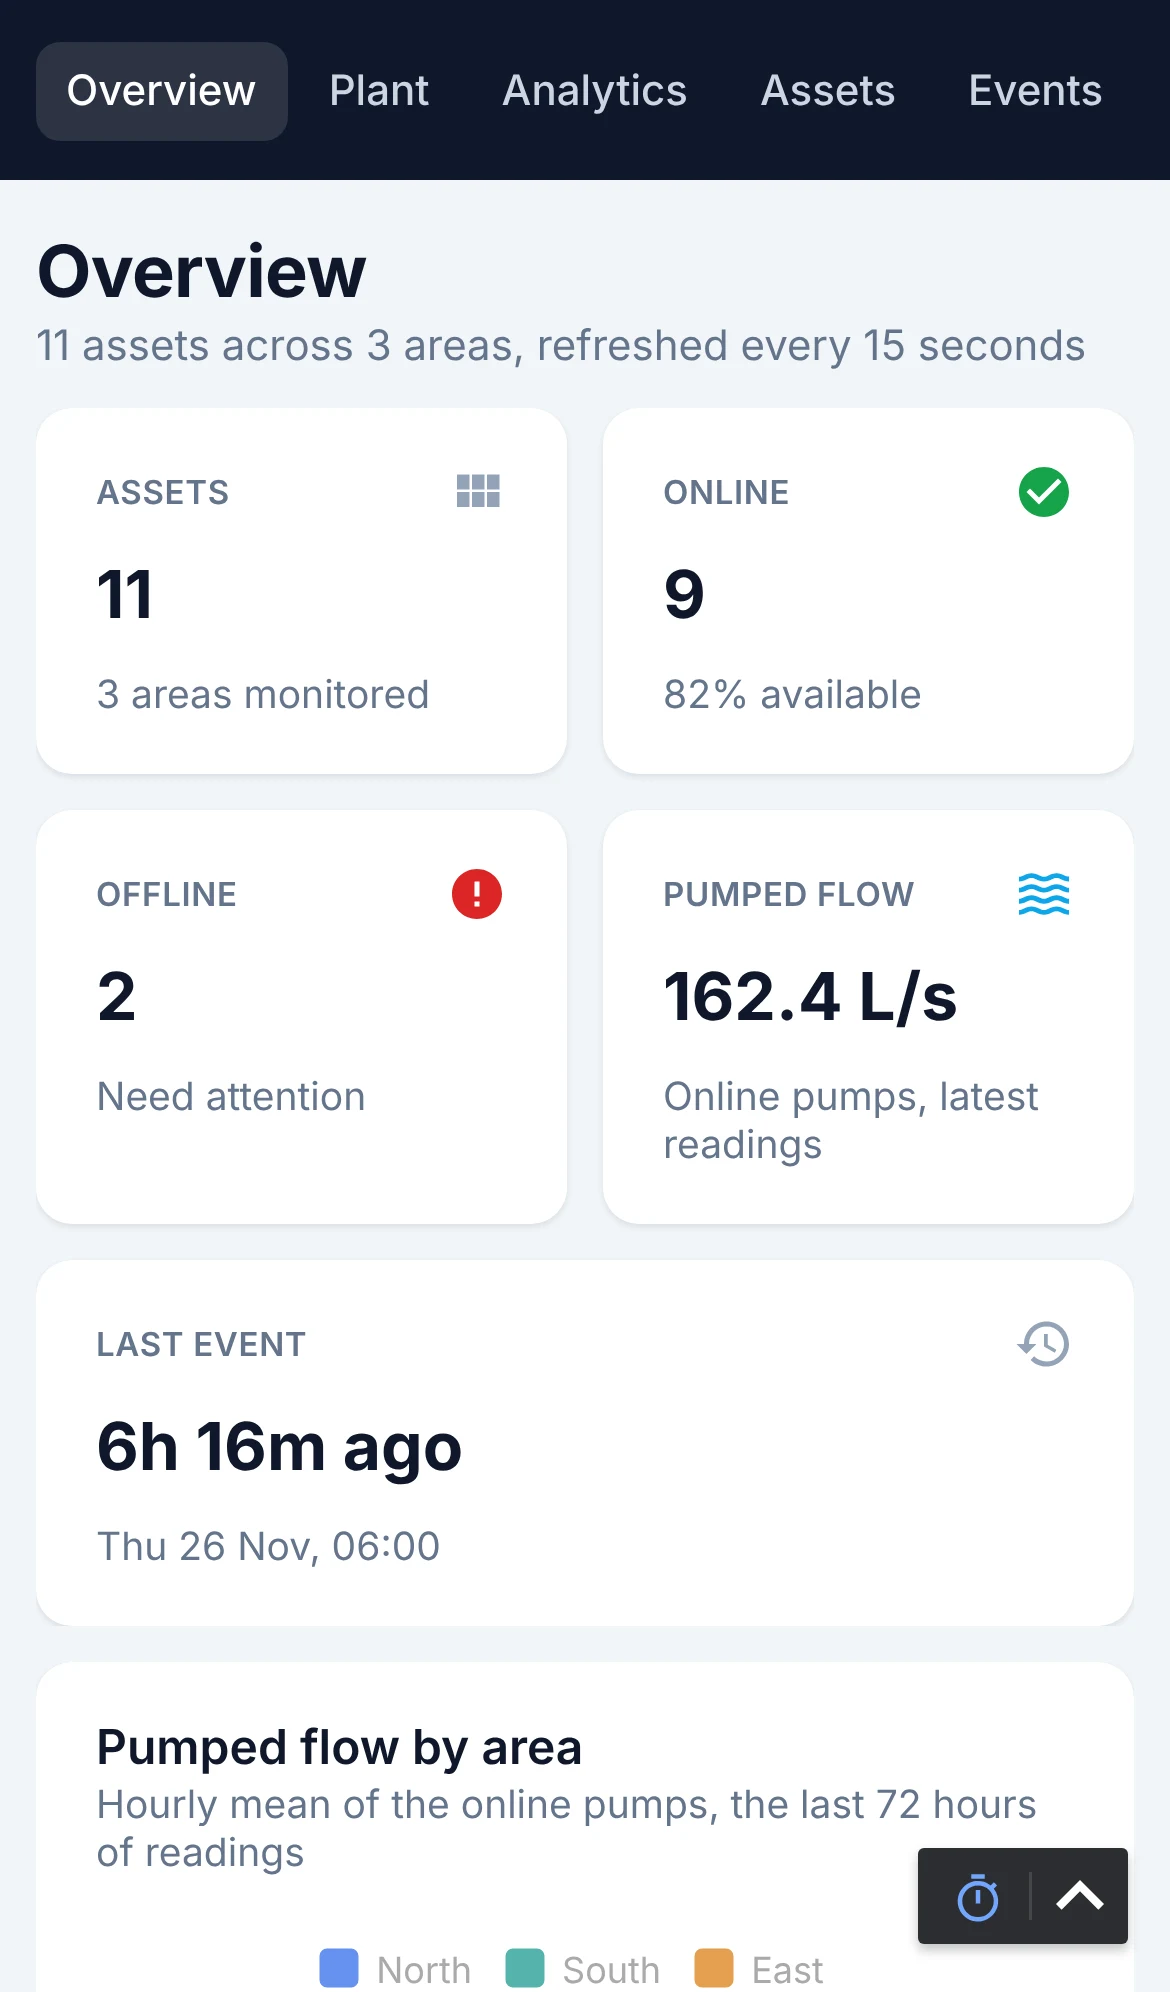 Overview Plant Analytics Assets Events
Overview
11 assets across 3 areas, refreshed every 15 seconds
ASSETS
11
3 areas monitored
ONLINE
9
82% available
OFFLINE
2
Need attention
PUMPED FLOW
162.4 L/s
Online pumps, latest
readings
LAST EVENT
6h 16m ago
Thu 26 Nov, 06:00
Pumped flow by area
Hourly mean of the online pumps, the last 72 hours
of readings
North South East